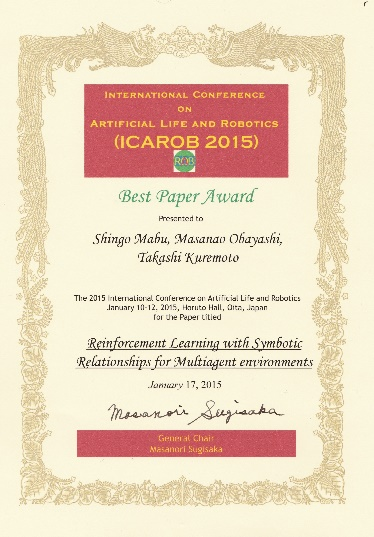 INTERNATIONAL CONFERENCE
ON
ARTIFICIAL LIFE AND ROBOTICS
(ICAROB 2015)
ROB
Best Paper Award
Presented to
Shingo Mabu, Masanao Obayashi,
Takashi Kuremoto
The 2015 International Conference on Artificial Life and Robotics
January 10-12, 2015, Horuto Hall, Oita, Japan
for the Paper titled
Reinforcement Learning with Symbotic
Relationships for Multiagent environments
January 17, 2015
Masanori Sugisaka
General Chair
Masanori Sugisaka